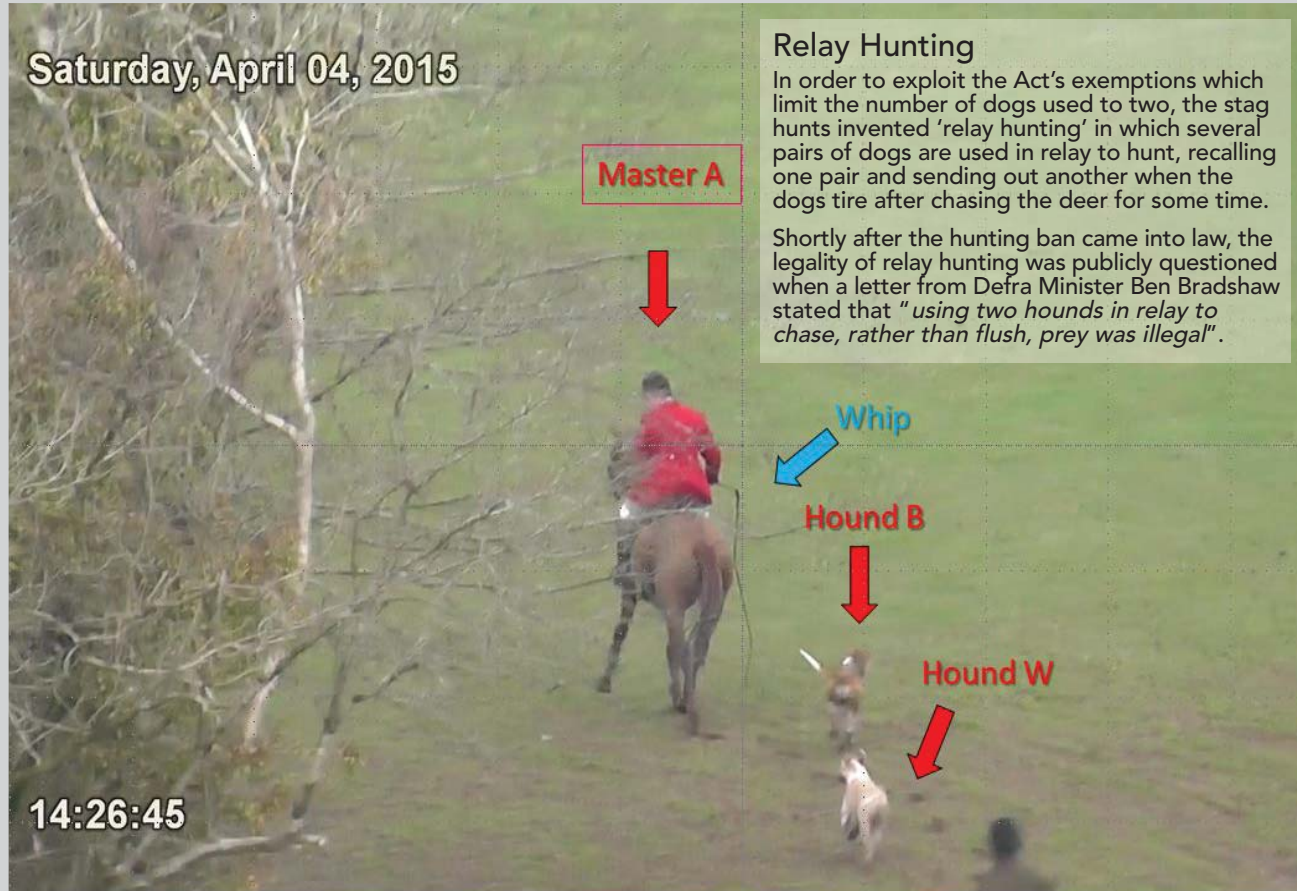 Saturday, April 04, 2015
Relay Hunting
In order to exploit the Act’s exemptions which
limit the number of dogs used to two, the stag
hunts invented ‘relay hunting’ in which several
pairs of dogs are used in relay to hunt, recalling
one pair and sending out another when the
dogs tire after chasing the deer for some time.
Shortly after the hunting ban came into law, the
legality of relay hunting was publicly questioned
when a letter from Defra Minister Ben Bradshaw
stated that “using two hounds in relay to
chase, rather than flush, prey was illegal”.
Master A
Whip
Hound B
Hound W
14:26:45